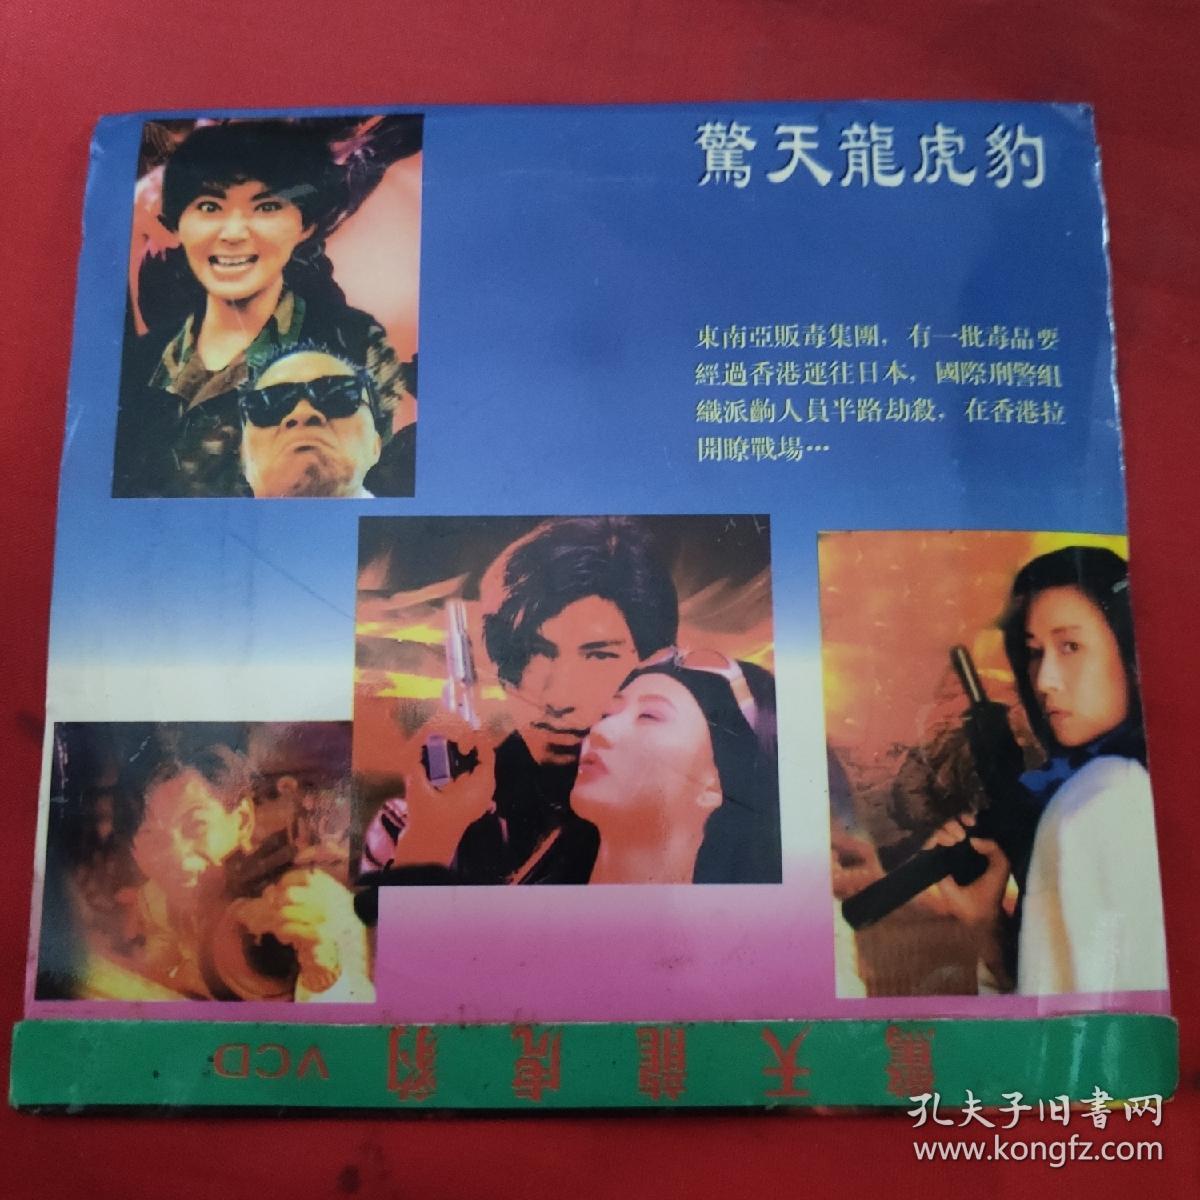 驚天龍虎豹
東南亞販毒集團，有一批毒品要
經過香港運往日本，國際刑警組
織派齣人員半路劫殺，在香港拉
開瞭戰場…
驚天龍虎豹 VCD
孔夫子旧书网
www.kongfz.com